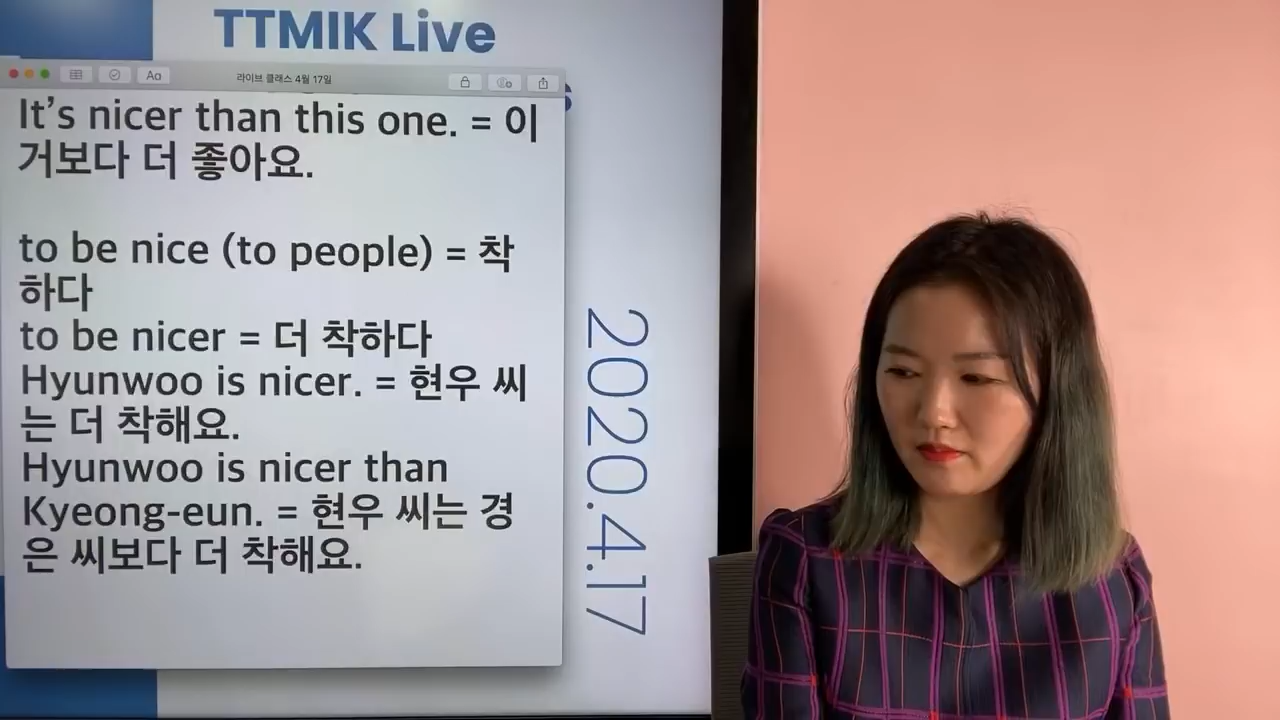 TTMIK Live
라이브 클래스 4월 17일
Aa
s
It's nicer than this one. = 이
거보다 더 좋아요.
to be nice (to people) = 착
하다
to be nicer = 더 착하다
Hyunwoo is nicer. = 현우 씨
는 더 착해요.
Hyunwoo is nicer than
Kyeong-eun. = 현우 씨는 경
은 씨보다 더 착해요.
2020.4.17